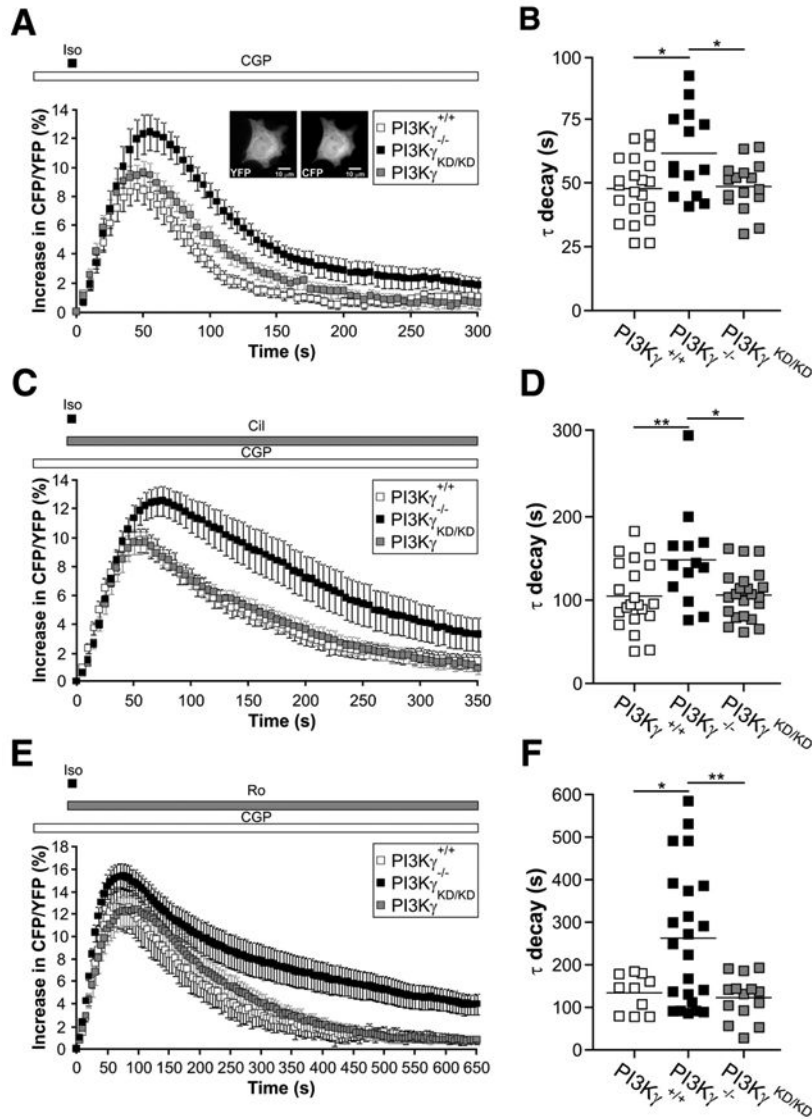 A
Iso
CGP
Increase in CFP/YFP (%)
14
12
10
8
6
4
2
0
YFP
10 μm
CFP
10 μm
PI3Kγ+/+
PI3Kγ-/-
PI3KγKD/KD
0
50
100
150
200
250
300
Time (s)
B
τ decay (s)
100
75
50
25
0
*
*
PI3Kγ+/+
PI3Kγ-/-
PI3KγKD/KD
C
Iso
Cil
CGP
Increase in CFP/YFP (%)
14
12
10
8
6
4
2
0
PI3Kγ+/+
PI3Kγ-/-
PI3KγKD/KD
0
50
100
150
200
250
300
350
Time (s)
D
τ decay (s)
300
200
100
0
**
*
PI3Kγ+/+
PI3Kγ-/-
PI3KγKD/KD
E
Iso
Ro
CGP
Increase in CFP/YFP (%)
18
16
14
12
10
8
6
4
2
0
PI3Kγ+/+
PI3Kγ-/-
PI3KγKD/KD
0
50
100
150
200
250
300
350
400
450
500
550
600
650
Time (s)
F
τ decay (s)
600
500
400
300
200
100
0
*
**
PI3Kγ+/+
PI3Kγ-/-
PI3KγKD/KD